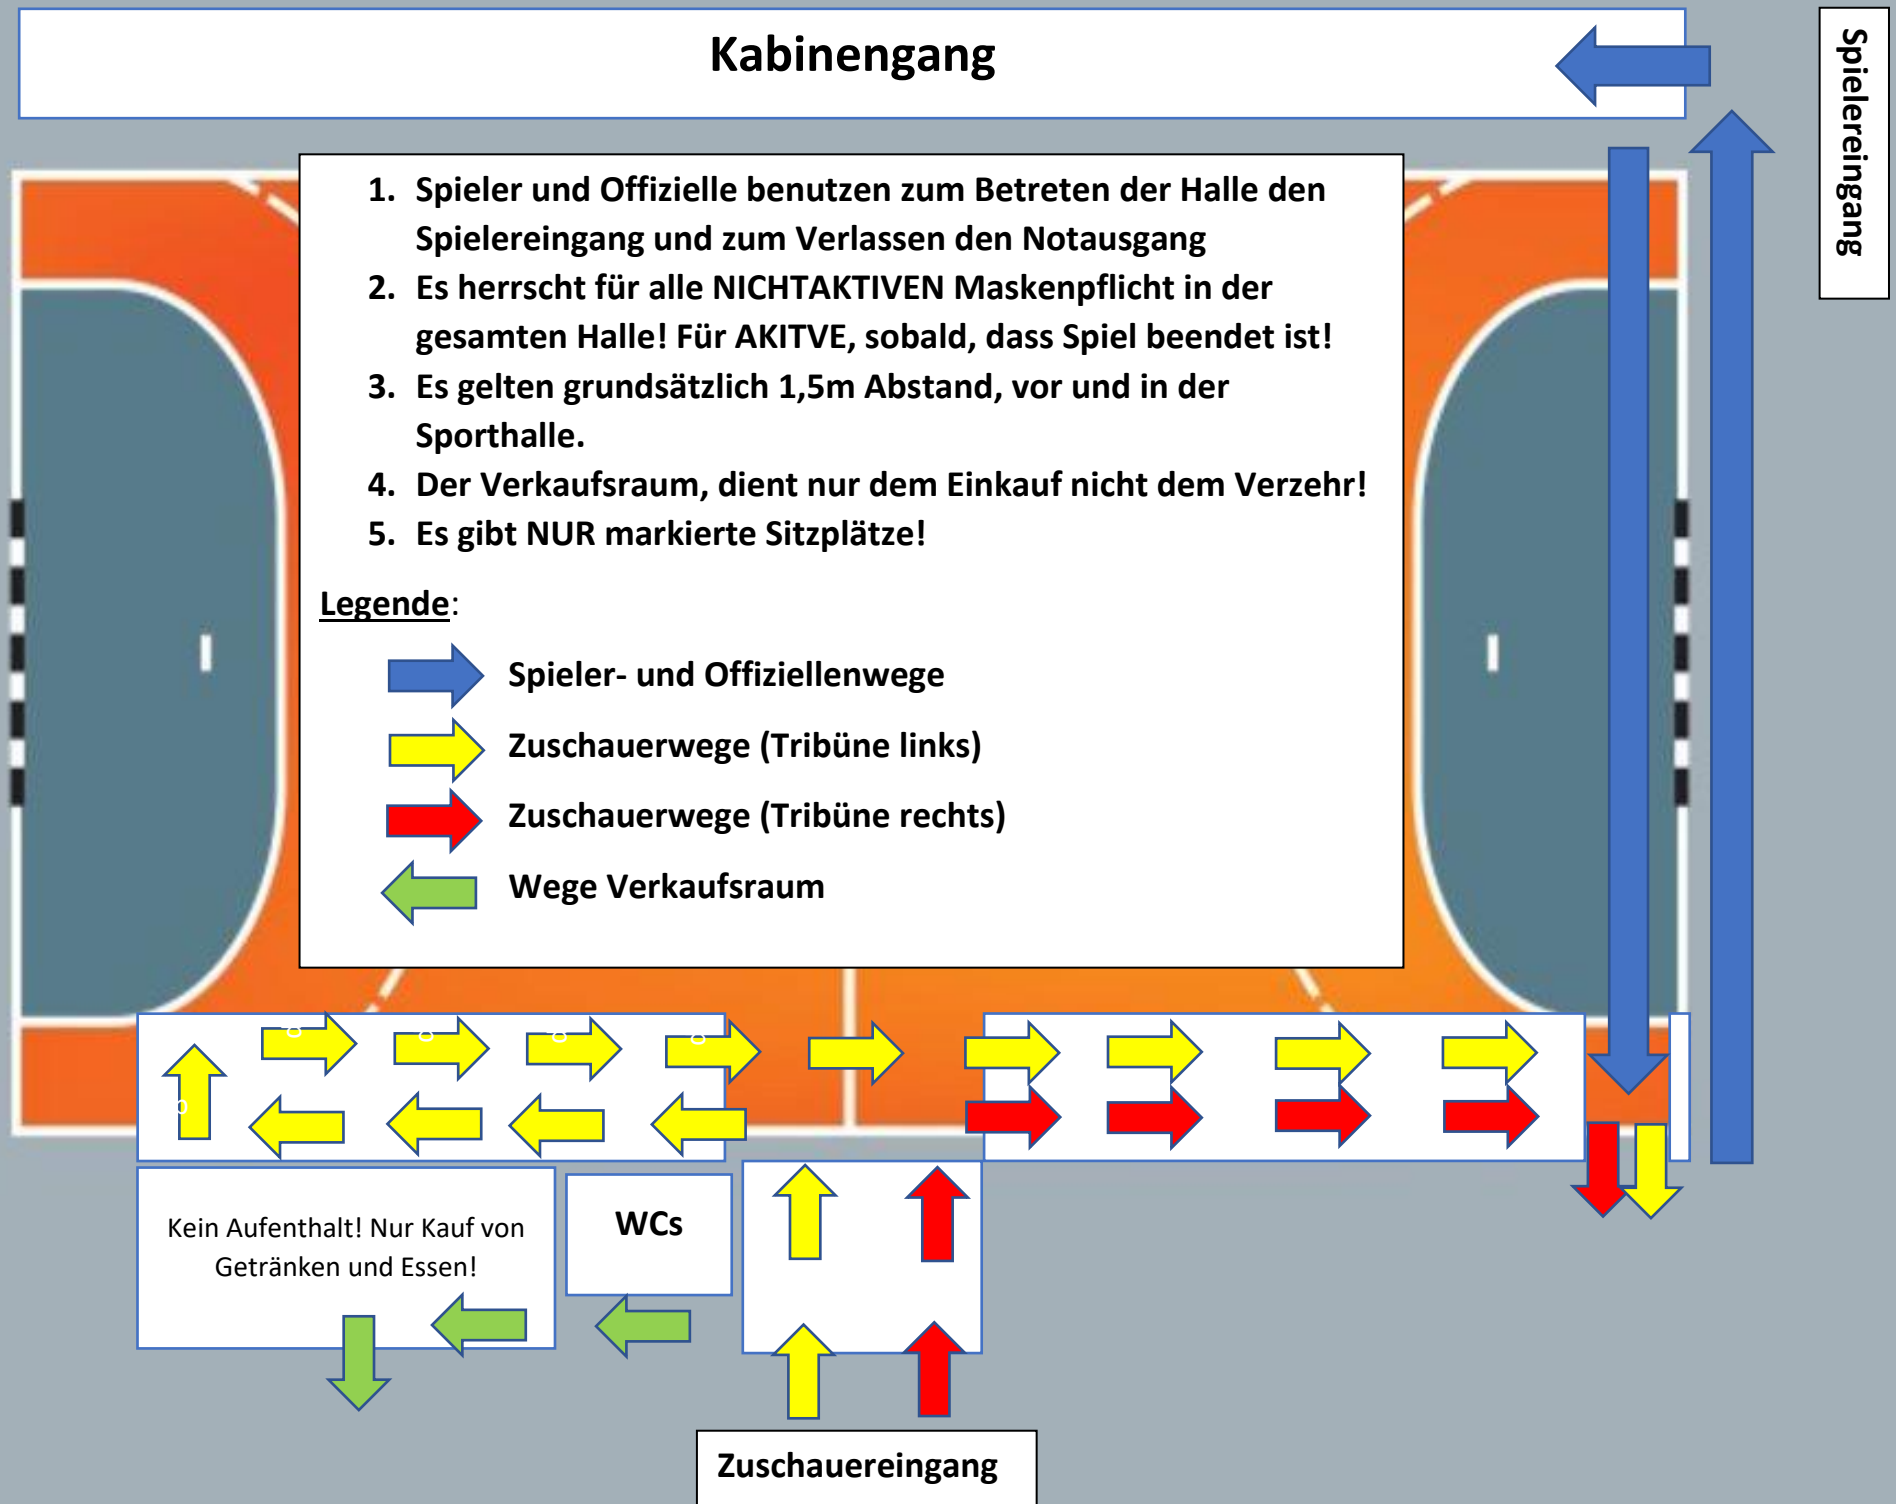 Kabinengang
Spielereingang
1. Spieler und Offizielle benutzen zum Betreten der Halle den
Spielereingang und zum Verlassen den Notausgang
2. Es herrscht für alle NICHTAKTIVEN Maskenpflicht in der
gesamten Halle! Für AKITVE, sobald, dass Spiel beendet ist!
3. Es gelten grundsätzlich 1,5m Abstand, vor und in der
Sporthalle.
4. Der Verkaufsraum, dient nur dem Einkauf nicht dem Verzehr!
5. Es gibt NUR markierte Sitzplätze!
Legende:
Spieler- und Offiziellenwege
Zuschauerwege (Tribüne links)
Zuschauerwege (Tribüne rechts)
Wege Verkaufsraum
Kein Aufenthalt! Nur Kauf von
Getränken und Essen!
WCs
Zuschauereingang